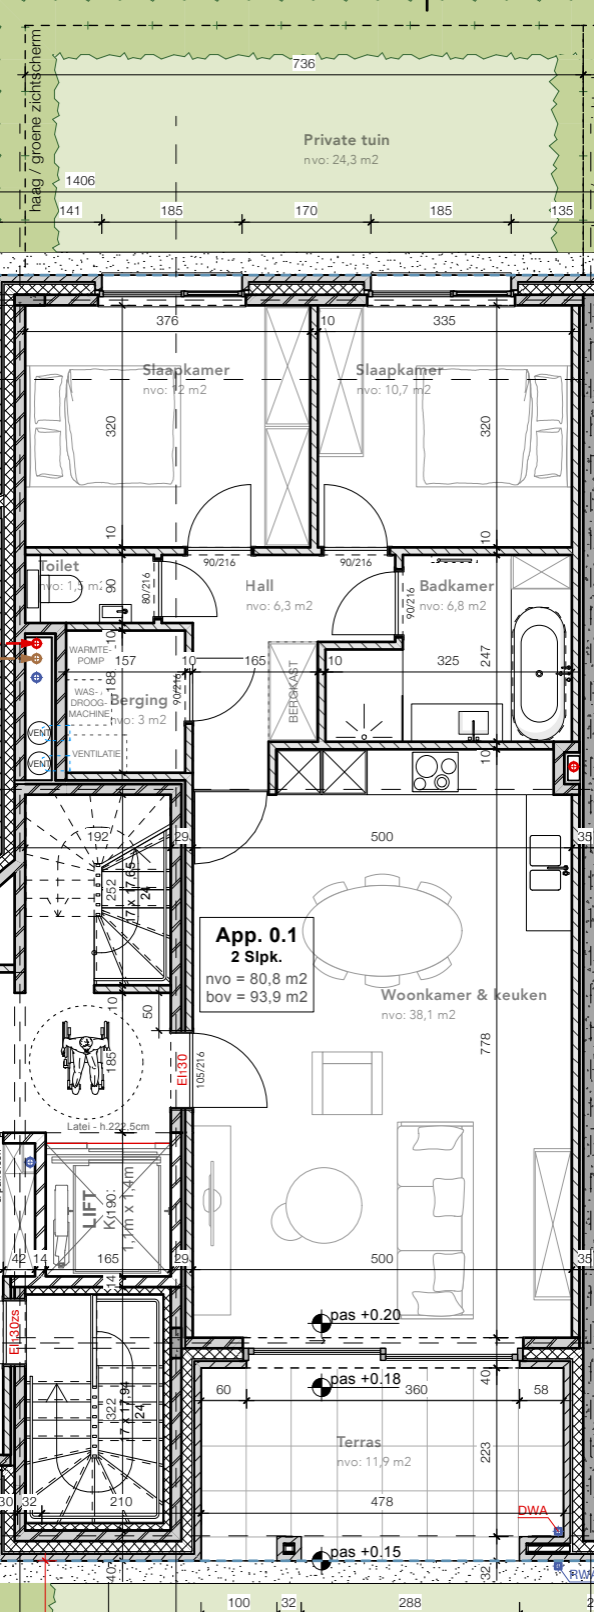 haag / groene zichtscherm
736
Private tuin
nvo: 24,3 m2
1406
141
185
170
185
135
376
10
335
Slaapkamer
nvo: 12 m2
Slaapkamer
nvo: 10,7 m2
320
320
10
10
90/216
90/216
Toilet
nvo: 1,5 m2
90
80/216
Hall
nvo: 6,3 m2
90/216
Badkamer
nvo: 6,8 m2
10
WARMTE-
POMP
157
10
165
10
325
247
188
WAS-/
DROOG-
MACHINE
Berging
nvo: 3 m2
90/216
BERGKAST
VENT
VENT
VENTILATIE
10
192
29
500
35
252
17 x 17,65
24
App. 0.1
2 Slpk.
nvo = 80,8 m2
bov = 93,9 m2
Woonkamer & keuken
nvo: 38,1 m2
10
50
778
185
EI130
105/216
Latei - h.222,5cm
LIFT
K(190:
1,1m x 1,4m
42
14
165
29
500
35
14
EI130zs
pas +0.20
pas +0.18
60
360
58
40
322
17 x 17,94
24
Terras
nvo: 11,9 m2
223
30
32
210
478
DWA
pas +0.15
RWA
40
32
100
32
288